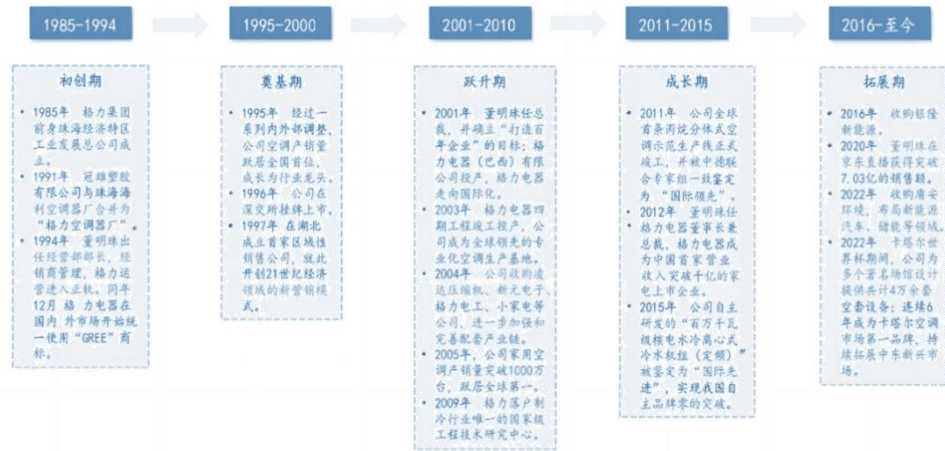 1985-1994
1995-2000
2001-2010
2011-2015
2016-至今
初创期
• 1985年 格力集团
前身珠海经济特区
工业发展总公司成
立。
• 1991年 冠雄塑胶
有限公司与珠海海
利空调器厂合并为
“格力空调器厂”。
• 1994年 董明珠出
任经营部部长,经
销商管理,格力运
营进入正轨。同年
12月 格 力电器在
国内 外市场开始统
一使用“GREE”商
标。
奠基期
• 1995年 经过一
系列内外部调整,
公司空调产销量
跃居全国首位,
成长为行业龙头。
• 1996年 公司在
深交所挂牌上市。
• 1997年 在湖北
成立首家区域性
销售公司,就此
开创21世纪经济
领域的新营销模
式。
跃升期
• 2001年 董明珠任总
裁,并确立“打造百
年企业”的目标;格
力电器(巴西)有限公
司投产,格力电器
走向国际化。
• 2003年 格力电器四
期工程竣工投产,公
司成为全球领先的专
业化空调生产基地。
• 2004年 公司收购凌
达压缩机、新元电子、
格力电工、小家电等
公司,进一步加强和
完善配套产业链。
• 2005年,公司家用空
调产销量突破1000万
台,跃居全球第一。
• 2009年 格力落户制
冷行业唯一的国家级
工程技术研究中心。
成长期
• 2011年 公司全球
首条丙烷分体式空
调示范生产线正式
竣工,并被中德联
合专家组一致鉴定
为 “国际领先”。
• 2012年 董明珠任
• 格力电器董事长兼
总裁,格力电器成
为中国首家营业
收入突破千亿的家
电上市企业。
• 2015年 公司自主
研发的“百万千瓦
级核电水冷离心式
冷水机组(定频)”
被鉴定为“国际先
进”,实现我国自
主品牌零的突破。
拓展期
• 2016年 收购银隆
新能源。
• 2020年 董明珠在
京东直播获得突破
7.03亿的销售额。
• 2022年 收购盾安
环境,布局新能源
汽车、储能等领域。
• 2022年 卡塔尔世
界杯期间,公司为
多个著名场馆设计
提供共计4万余套
空套设备;连续6
年成为卡塔尔空调
市场第一品牌,持
续拓展中东新兴市
场。